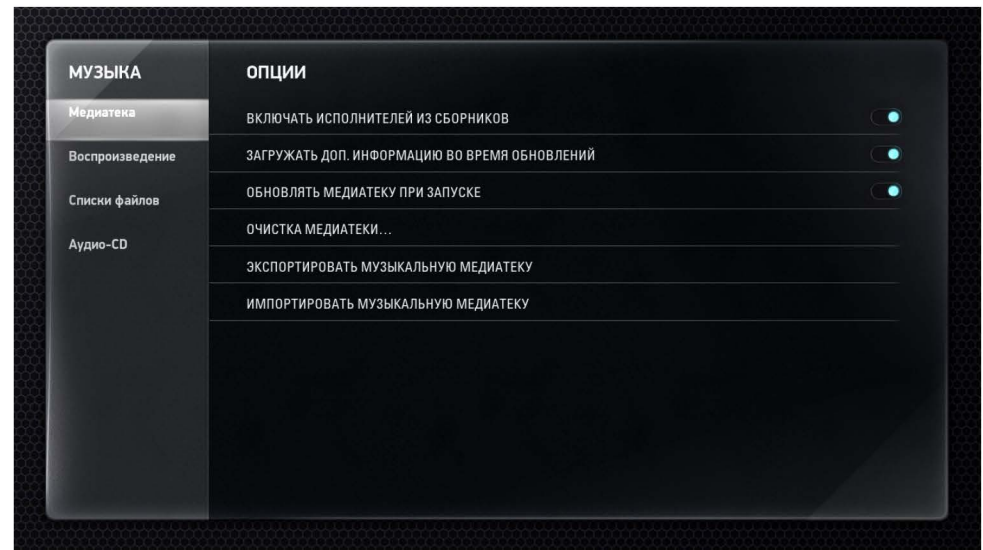 МУЗЫКА
Медиатека
Воспроизведение
Списки файлов
Аудио-CD
ОПЦИИ
ВКЛЮЧАТЬ ИСПОЛНИТЕЛЕЙ ИЗ СБОРНИКОВ
ЗАГРУЖАТЬ ДОП. ИНФОРМАЦИЮ ВО ВРЕМЯ ОБНОВЛЕНИЙ
ОБНОВЛЯТЬ МЕДИАТЕКУ ПРИ ЗАПУСКЕ
ОЧИСТКА МЕДИАТЕКИ...
ЭКСПОРТИРОВАТЬ МУЗЫКАЛЬНУЮ МЕДИАТЕКУ
ИМПОРТИРОВАТЬ МУЗЫКАЛЬНУЮ МЕДИАТЕКУ